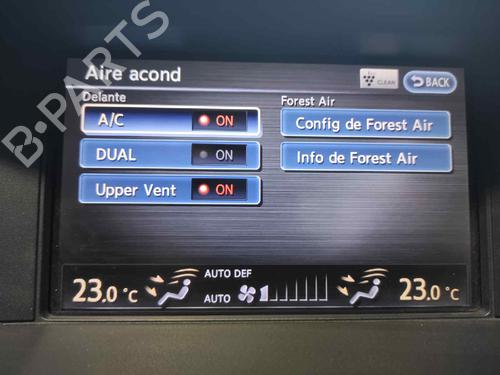 B-PARTS
Aire acond
CLEAN
BACK
Delante
Forest Air
A/C ON
Config de Forest Air
DUAL ON
Info de Forest Air
Upper Vent ON
AUTO DEF
23.0 °C
AUTO
23.0 °C